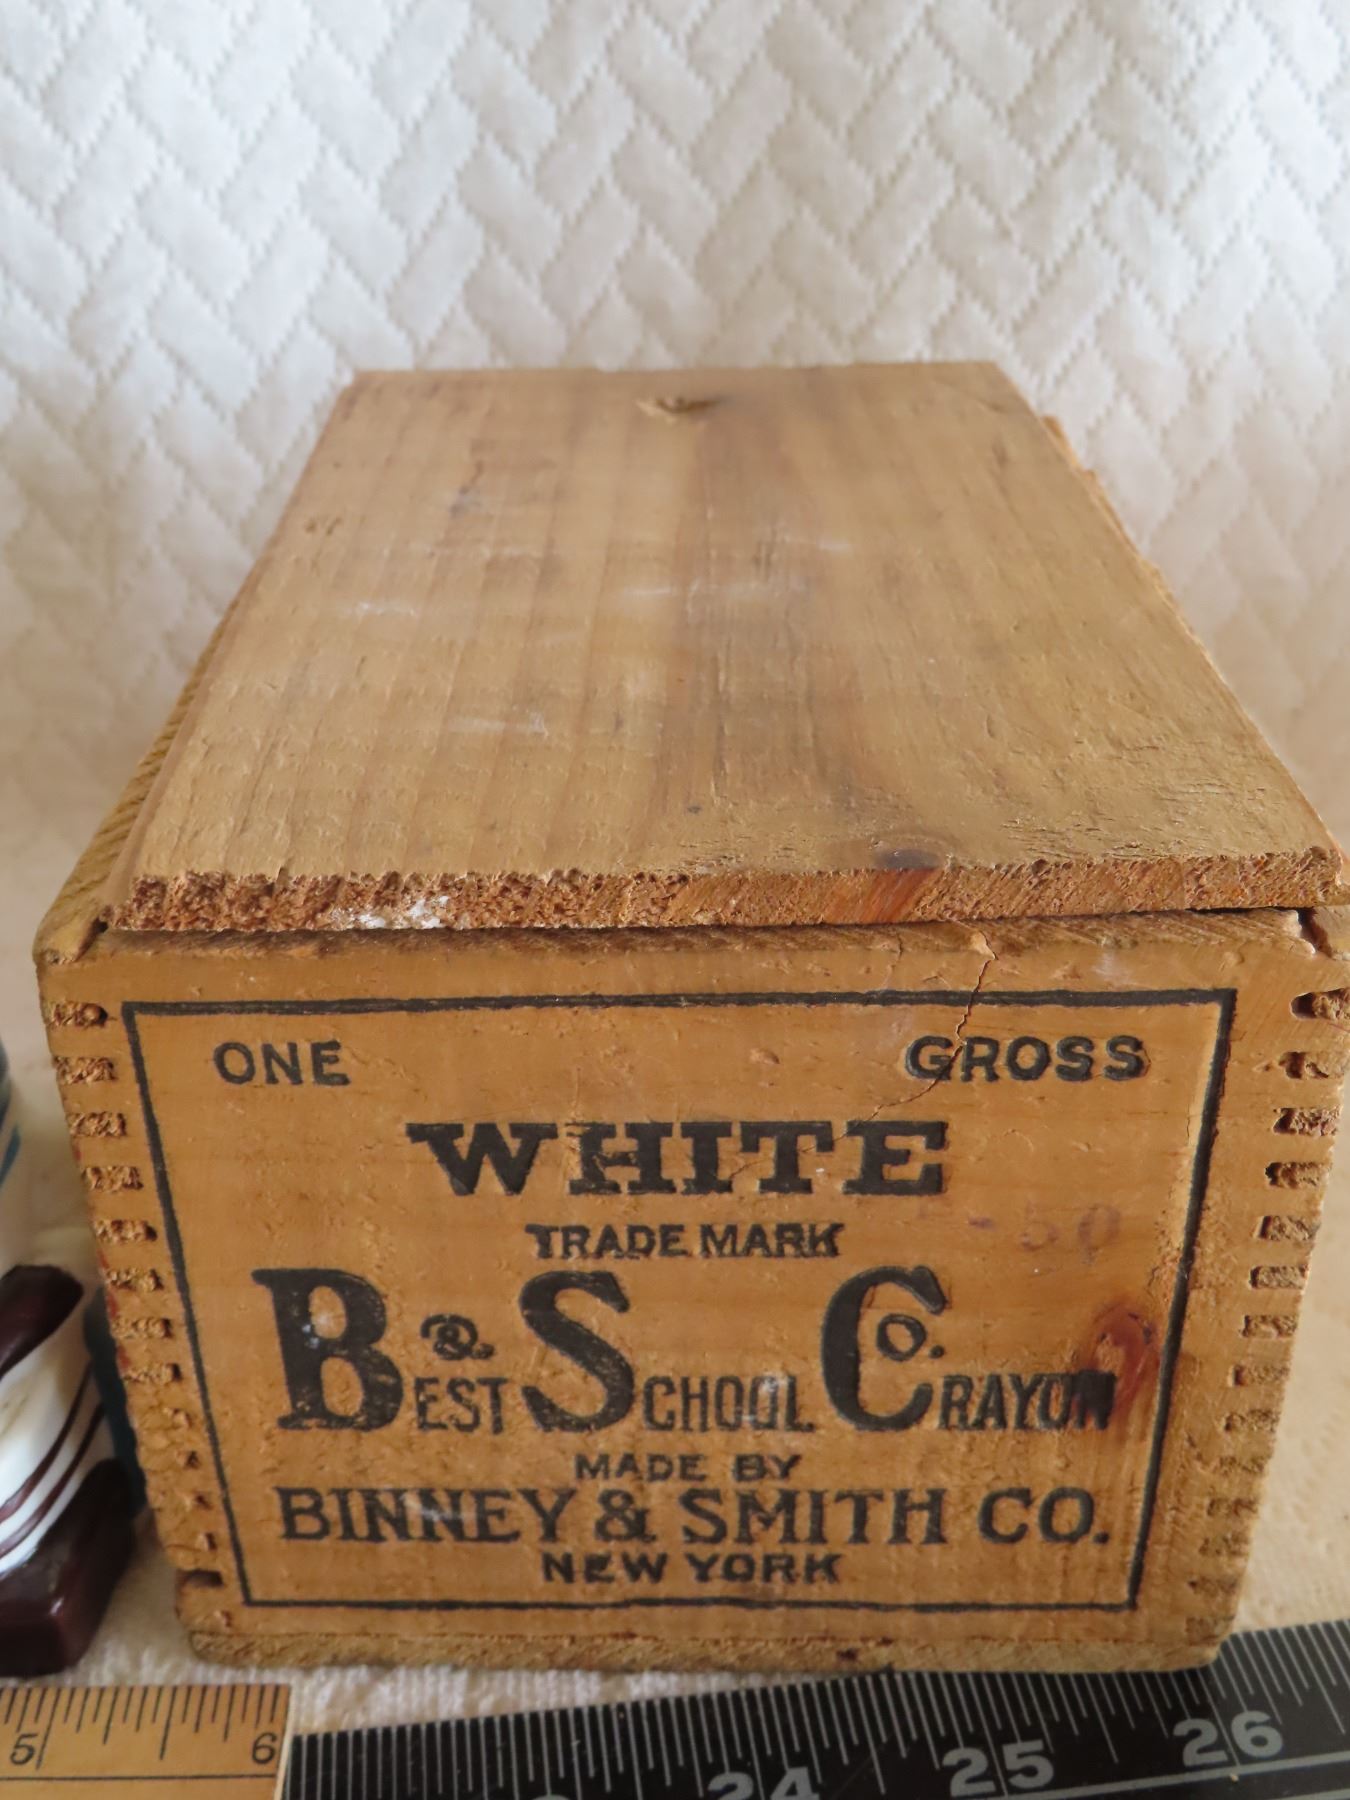 ONE GROSS
WHITE
TRADE MARK
B & S Co.
BEST SCHOOL CRAYON
MADE BY
BINNEY & SMITH CO.
NEW YORK
5 6 24 25 26